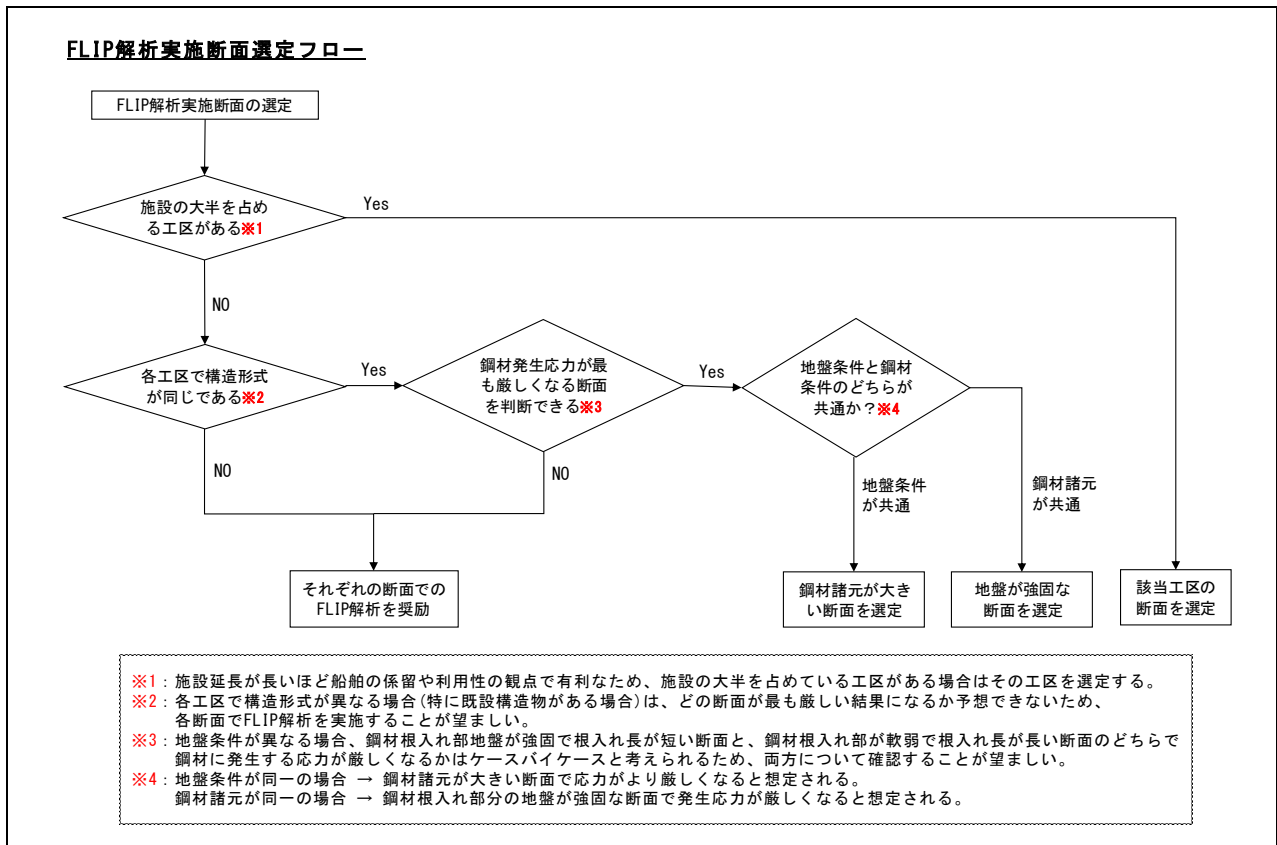 FLIP解析実施断面選定フロー
FLIP解析実施断面の選定
施設の大半を占め
る工区がある※1
Yes
NO
各工区で構造形式
が同じである※2
Yes
鋼材発生応力が最
も厳しくなる断面
を判断できる※3
Yes
地盤条件と鋼材
条件のどちらが
共通か？※4
NO
NO
地盤条件
が共通
鋼材諸元
が共通
それぞれの断面での
FLIP解析を奨励
鋼材諸元が大き
い断面を選定
地盤が強固な
断面を選定
該当工区の
断面を選定
※1：施設延長が長いほど船舶の係留や利用性の観点で有利なため、施設の大半を占めている工区がある場合はその工区を選定する。
※2：各工区で構造形式が異なる場合(特に既設構造物がある場合)は、どの断面が最も厳しい結果になるか予想できないため、
各断面でFLIP解析を実施することが望ましい。
※3：地盤条件が異なる場合、鋼材根入れ部地盤が強固で根入れ長が短い断面と、鋼材根入れ部が軟弱で根入れ長が長い断面のどちらで
鋼材に発生する応力が厳しくなるかはケースバイケースと考えられるため、両方について確認することが望ましい。
※4：地盤条件が同一の場合 → 鋼材諸元が大きい断面で応力がより厳しくなると想定される。
鋼材諸元が同一の場合 → 鋼材根入れ部分の地盤が強固な断面で発生応力が厳しくなると想定される。